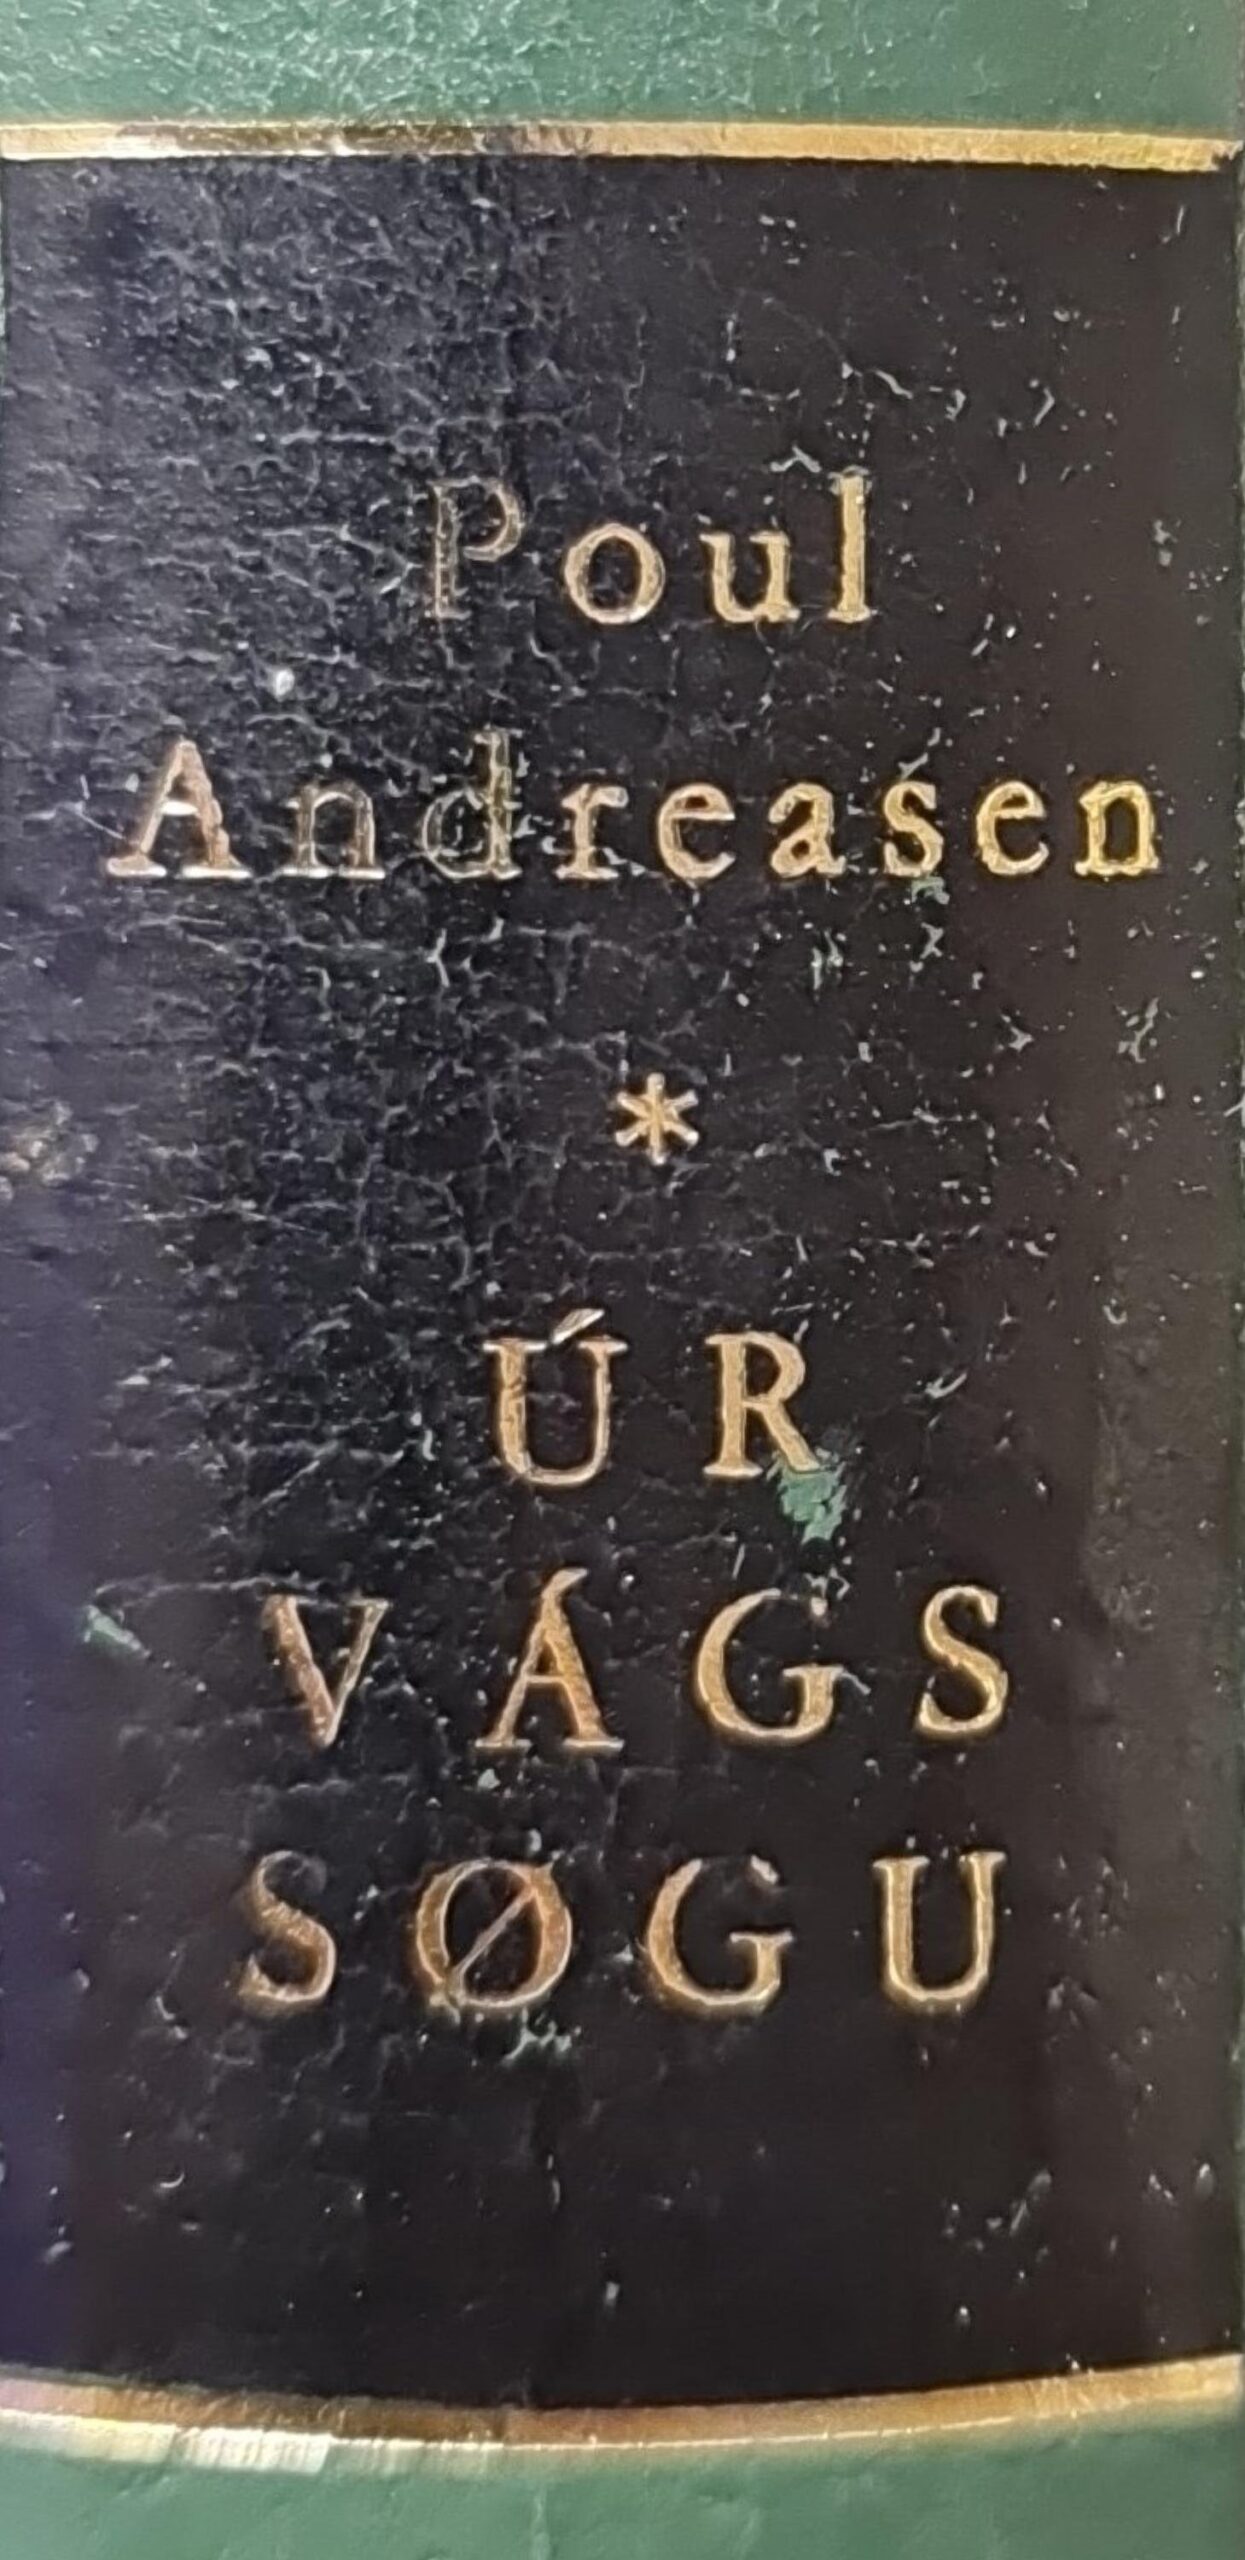 Poul
Andreasen
*
ÚR
VÁGS
SØGU